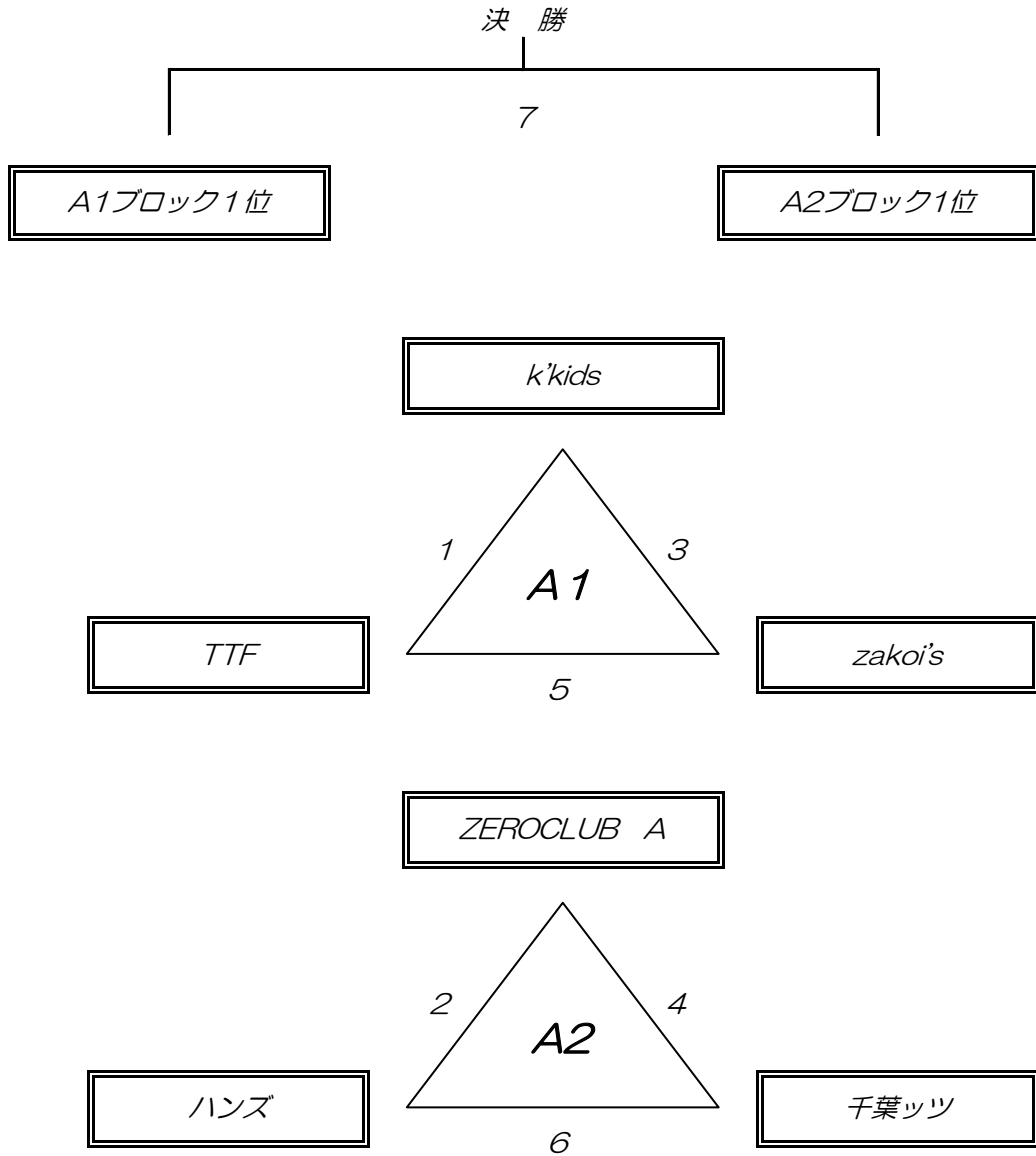 決　勝
7
A1ブロック１位
A2ブロック1位
k'kids
1
3
A1
TTF
zakoi's
5
ZEROCLUB　A
2
4
A2
ハンズ
千葉ッツ
6